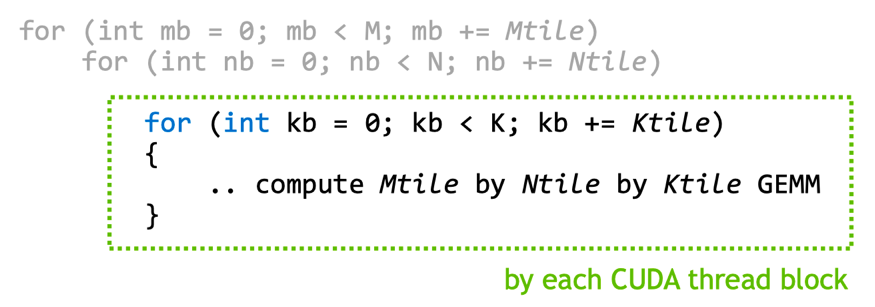 for (int mb = 0; mb < M; mb += Mtile)
    for (int nb = 0; nb < N; nb += Ntile)
        for (int kb = 0; kb < K; kb += Ktile)
        {
            .. compute Mtile by Ntile by Ktile GEMM
        }
by each CUDA thread block